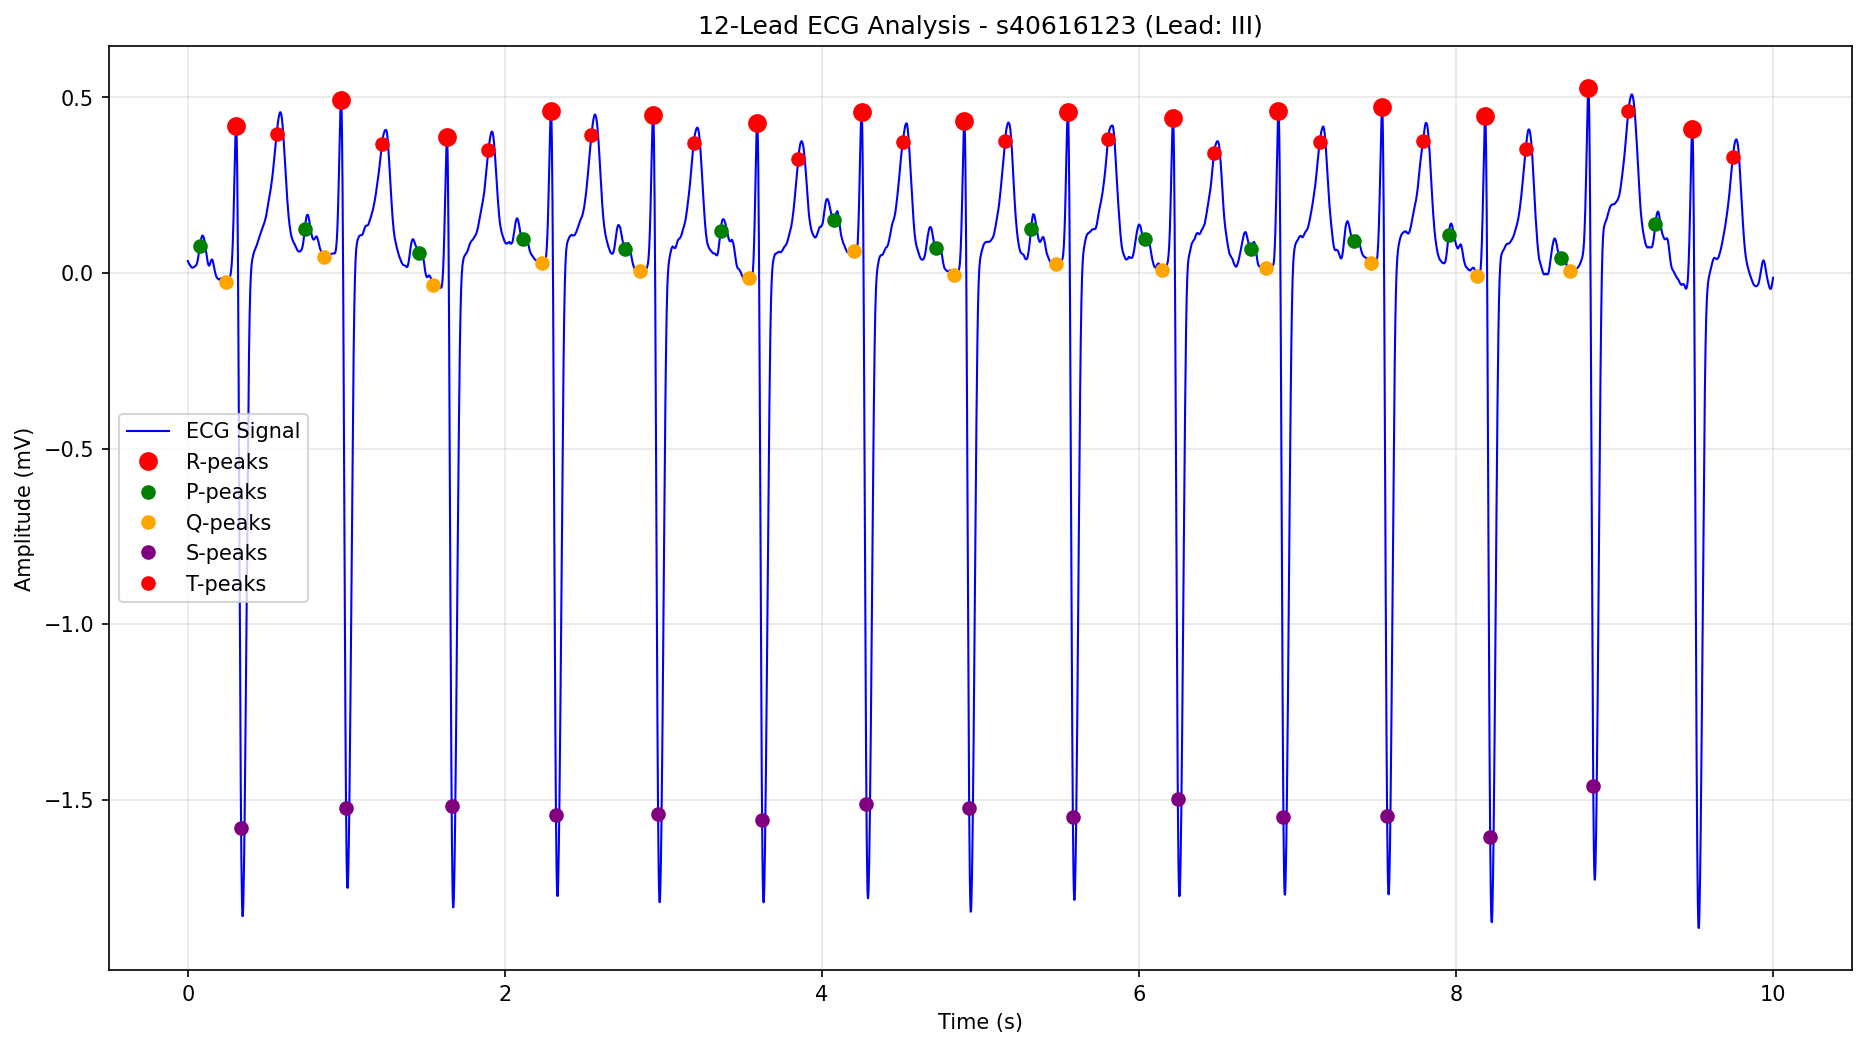 12-Lead ECG Analysis - s40616123 (Lead: III)
Amplitude (mV)
0.5
0.0
−0.5
−1.0
−1.5
ECG Signal
R-peaks
P-peaks
Q-peaks
S-peaks
T-peaks
0 2 4 6 8 10
Time (s)